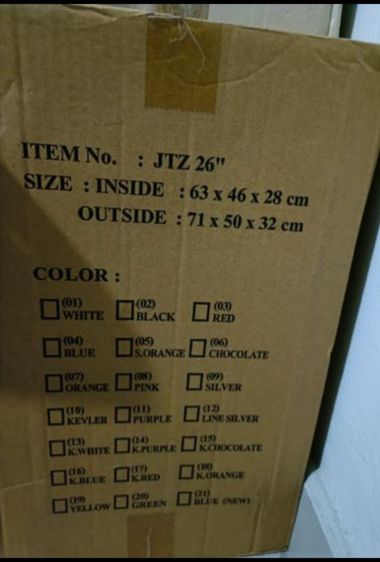 ITEM No. : JTZ 26"
SIZE : INSIDE : 63 x 46 x 28 cm
OUTSIDE : 71 x 50 x 32 cm
COLOR :
(01) WHITE (02) BLACK (03) RED
(04) BLUE (05) S.ORANGE (06) CHOCOLATE
(07) ORANGE (08) PINK (09) SILVER
(10) KEVLER (11) PURPLE (12) LINE SILVER
(13) K.WHITE (14) K.PURPLE (15) K.CHOCOLATE
(16) K.BLUE (17) K.RED (18) K.ORANGE
(19) YELLOW (20) GREEN (21) BLUE (NEW)